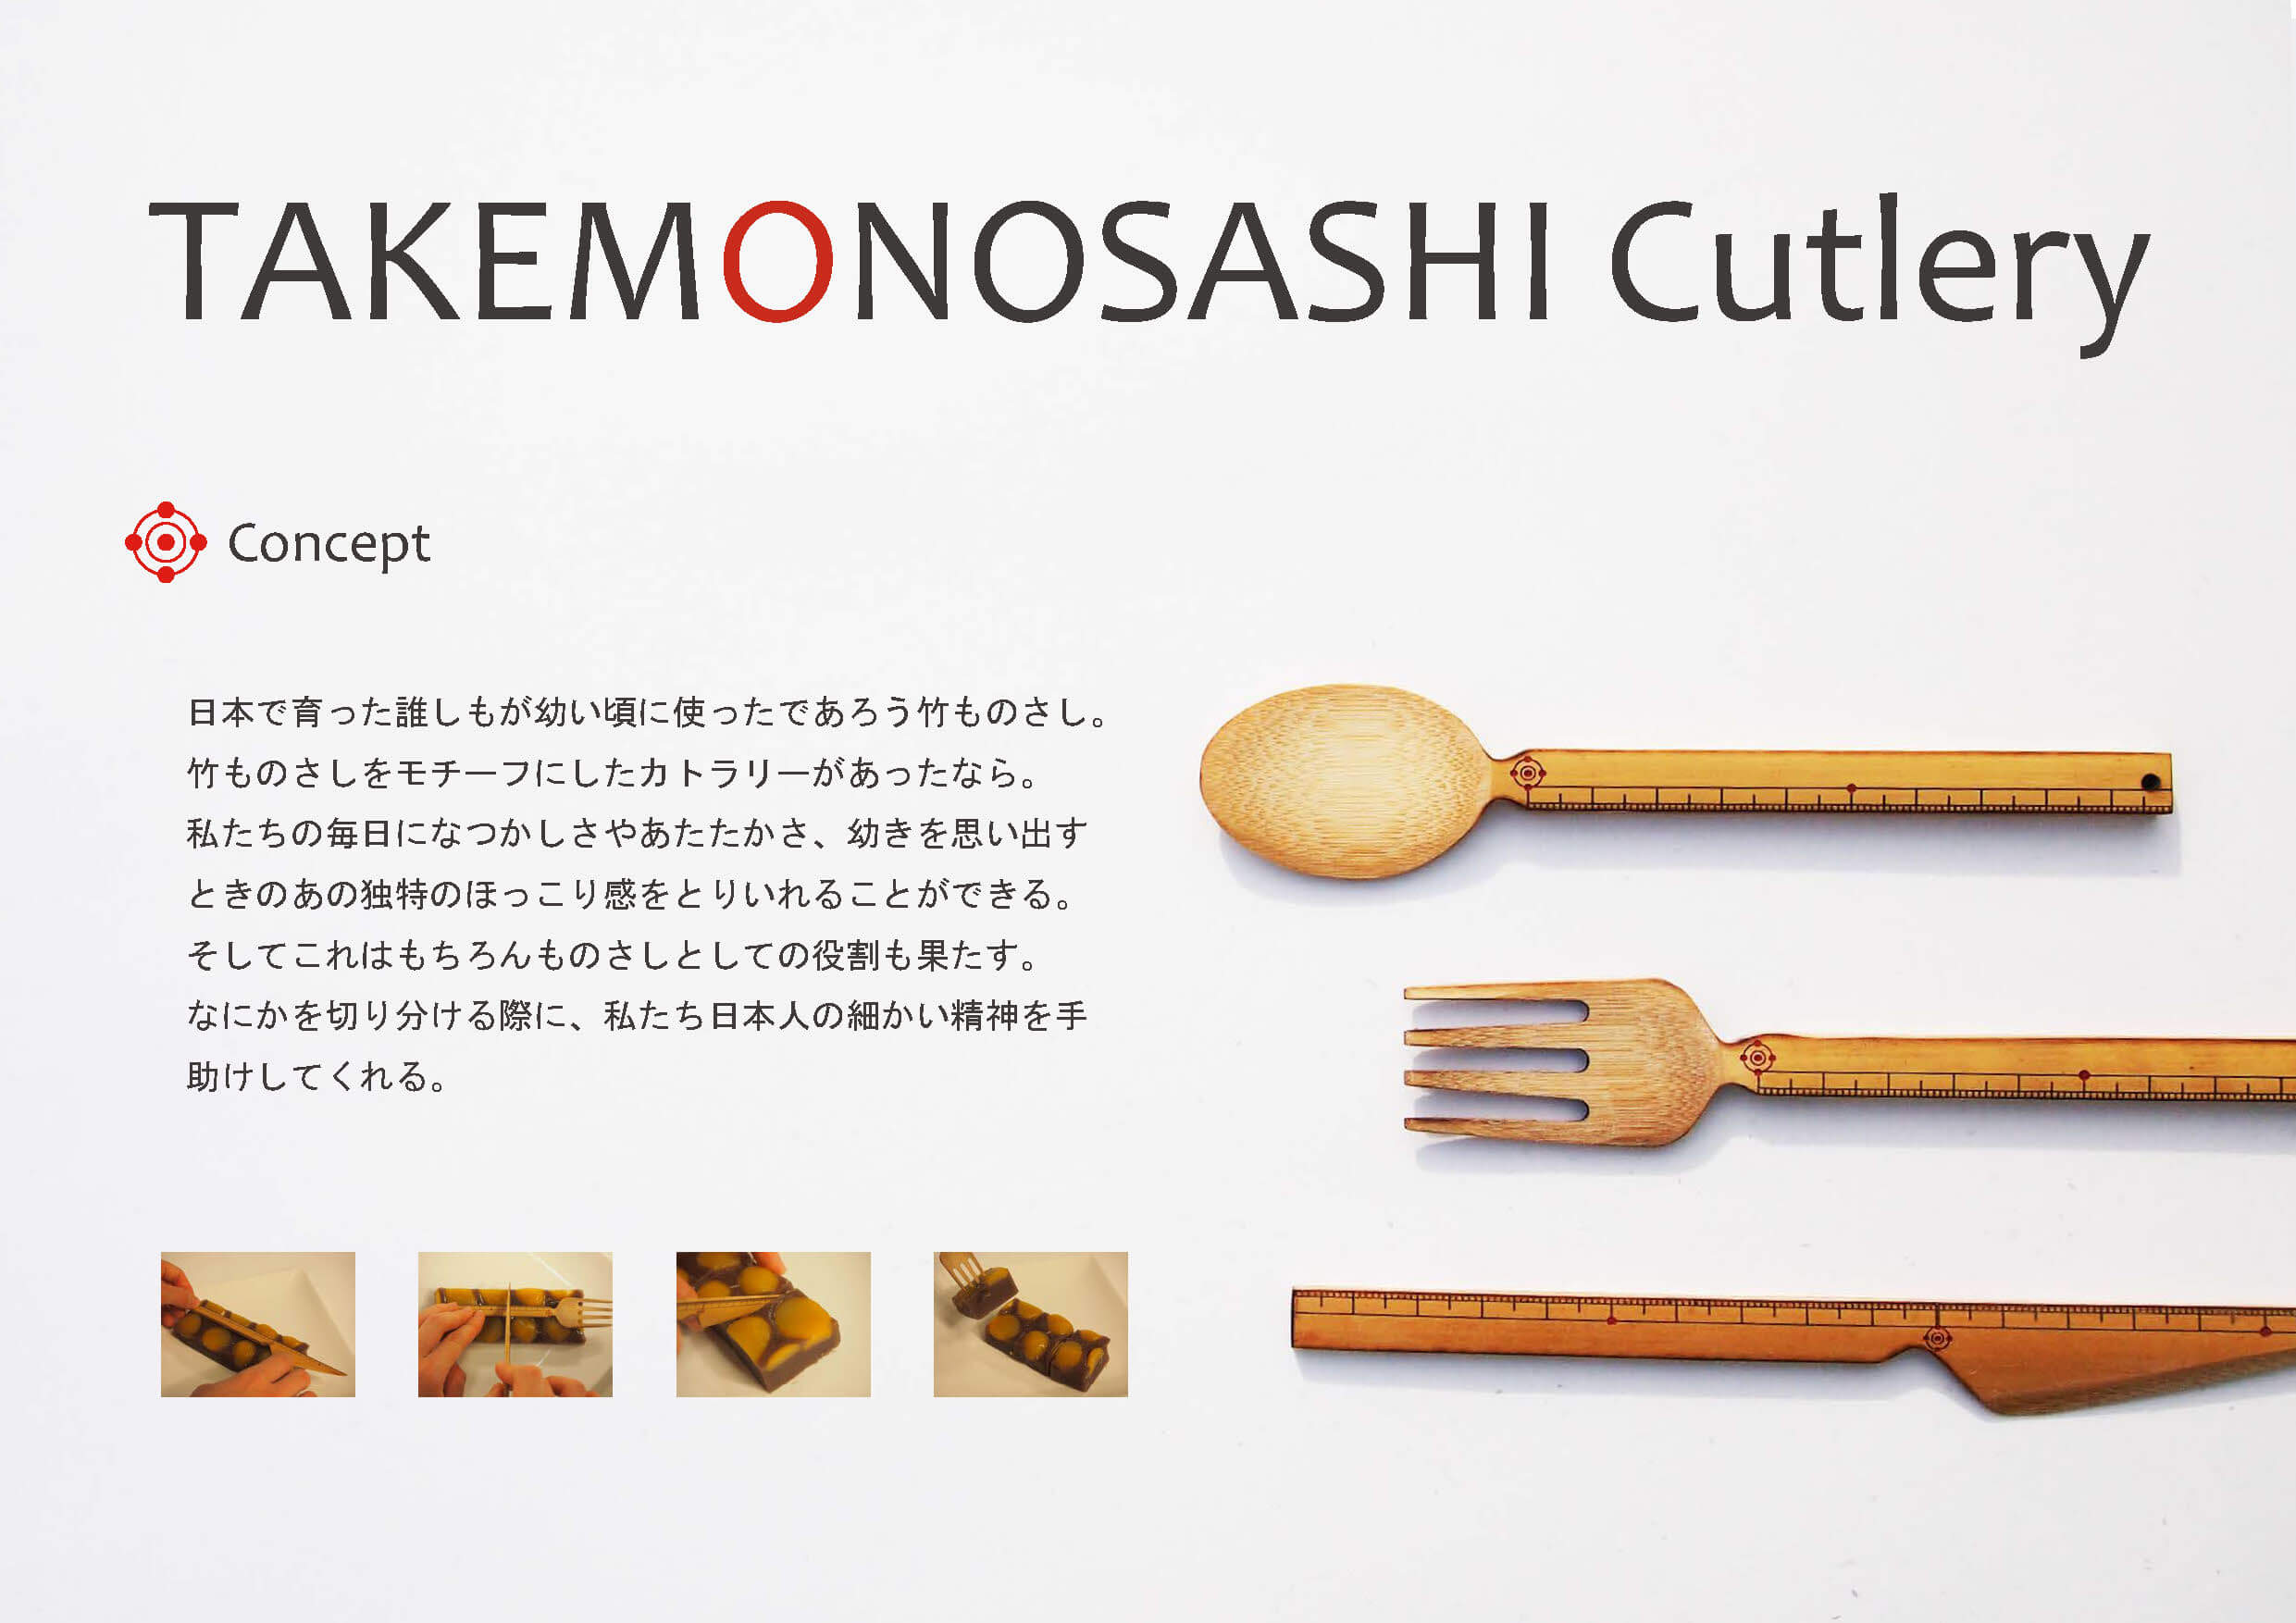 TAKEMONOSASHI Cutlery
Concept
日本で育った誰しもが幼い頃に使ったであろう竹ものさし。
竹ものさしをモチーフにしたカトラリーがあったなら。
私たちの毎日になつかしさやあたたかさ、幼きを思い出す
ときのあの独特のほっこり感をとりいれることができる。
そしてこれはもちろんものさしとしての役割も果たす。
なにかを切り分ける際に、私たち日本人の細かい精神を手
助けしてくれる。